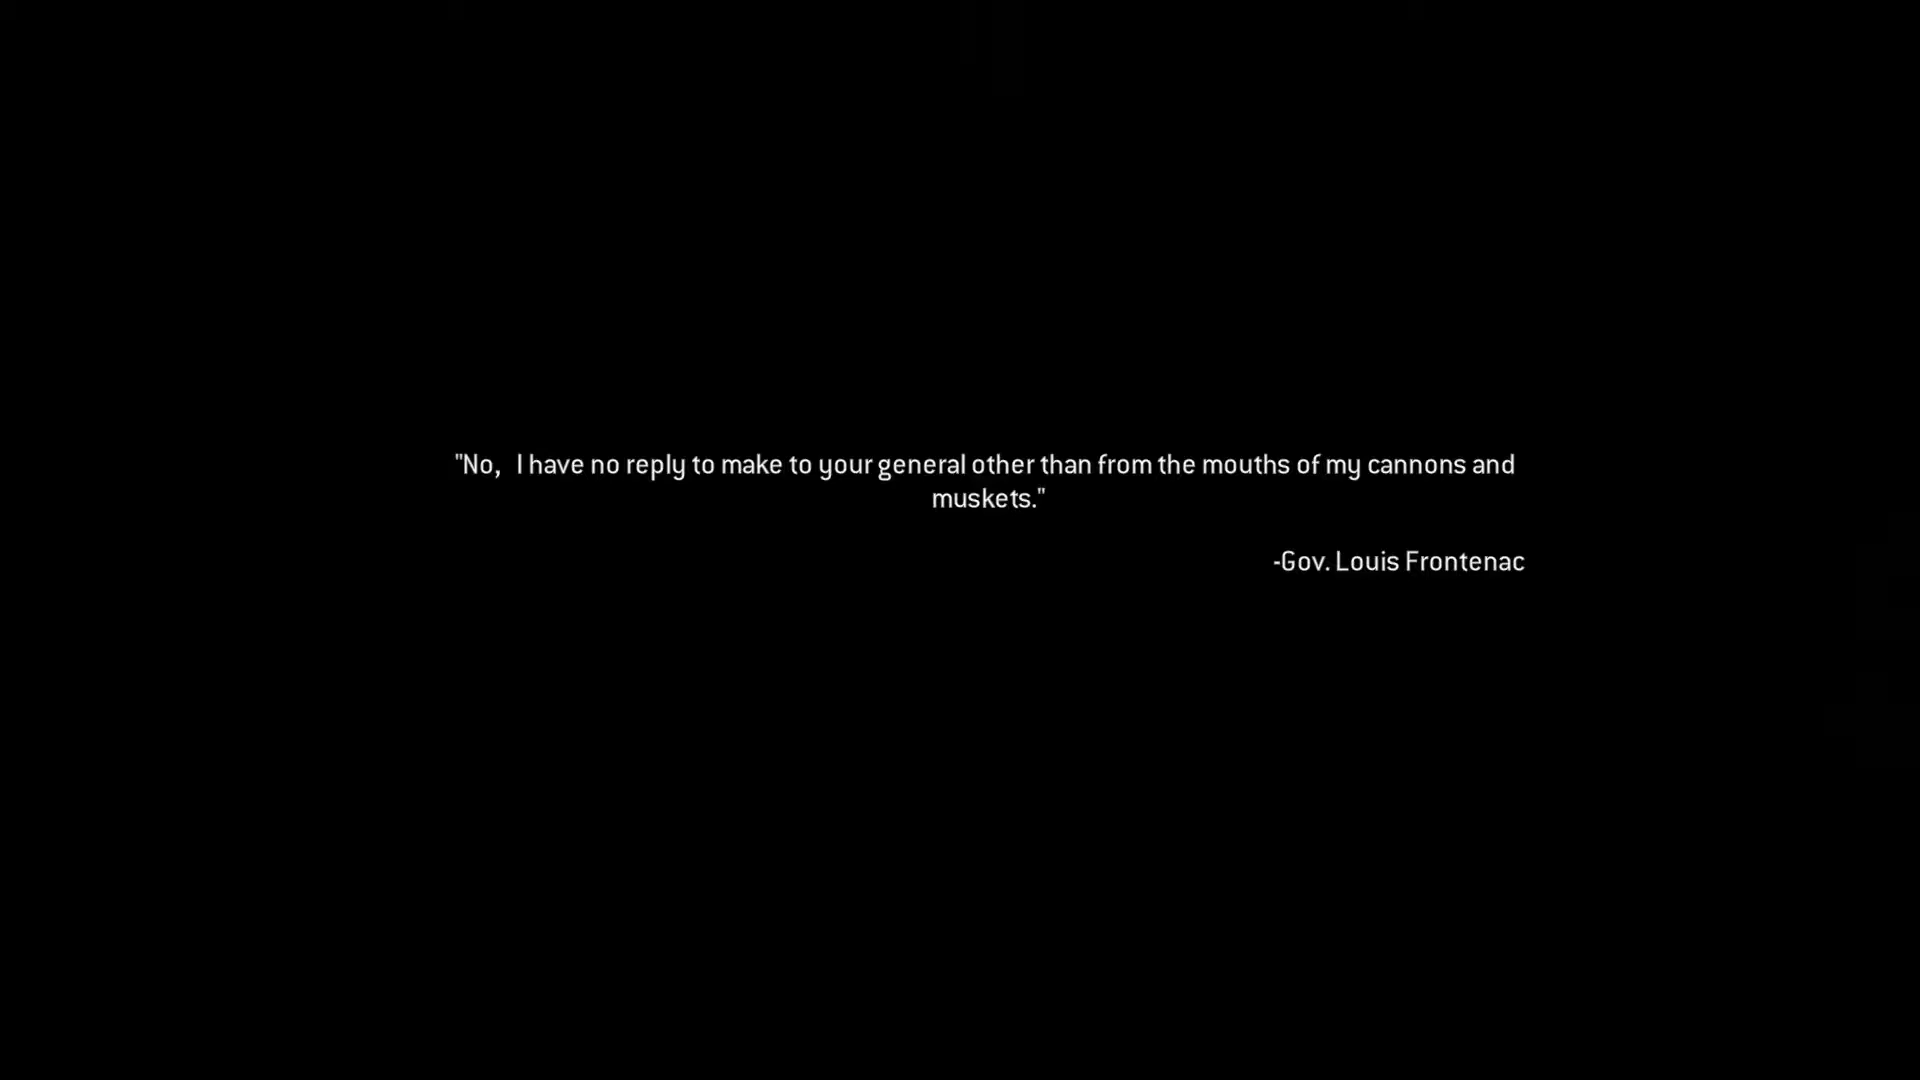 "No,  I have no reply to make to your general other than from the mouths of my cannons and
muskets."
-Gov. Louis Frontenac